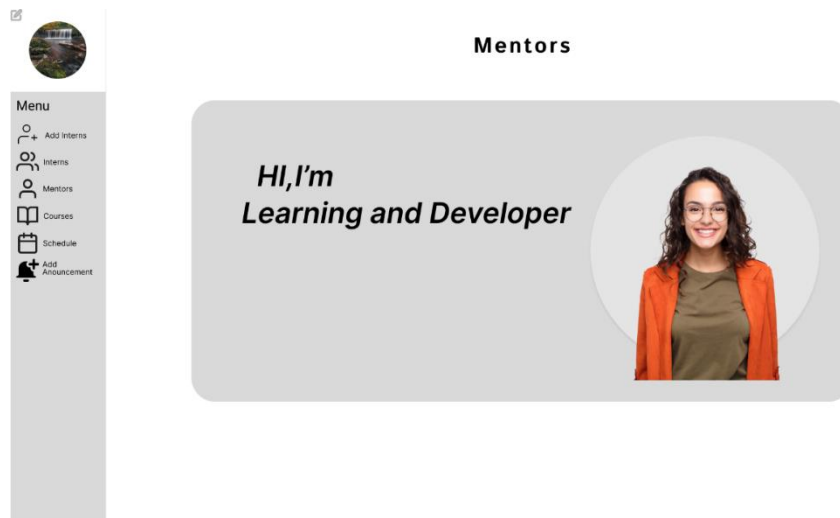 Mentors
Menu
Add Interns
Interns
Mentors
Courses
Schedule
Add
Anouncement
HI,I'm
Learning and Developer